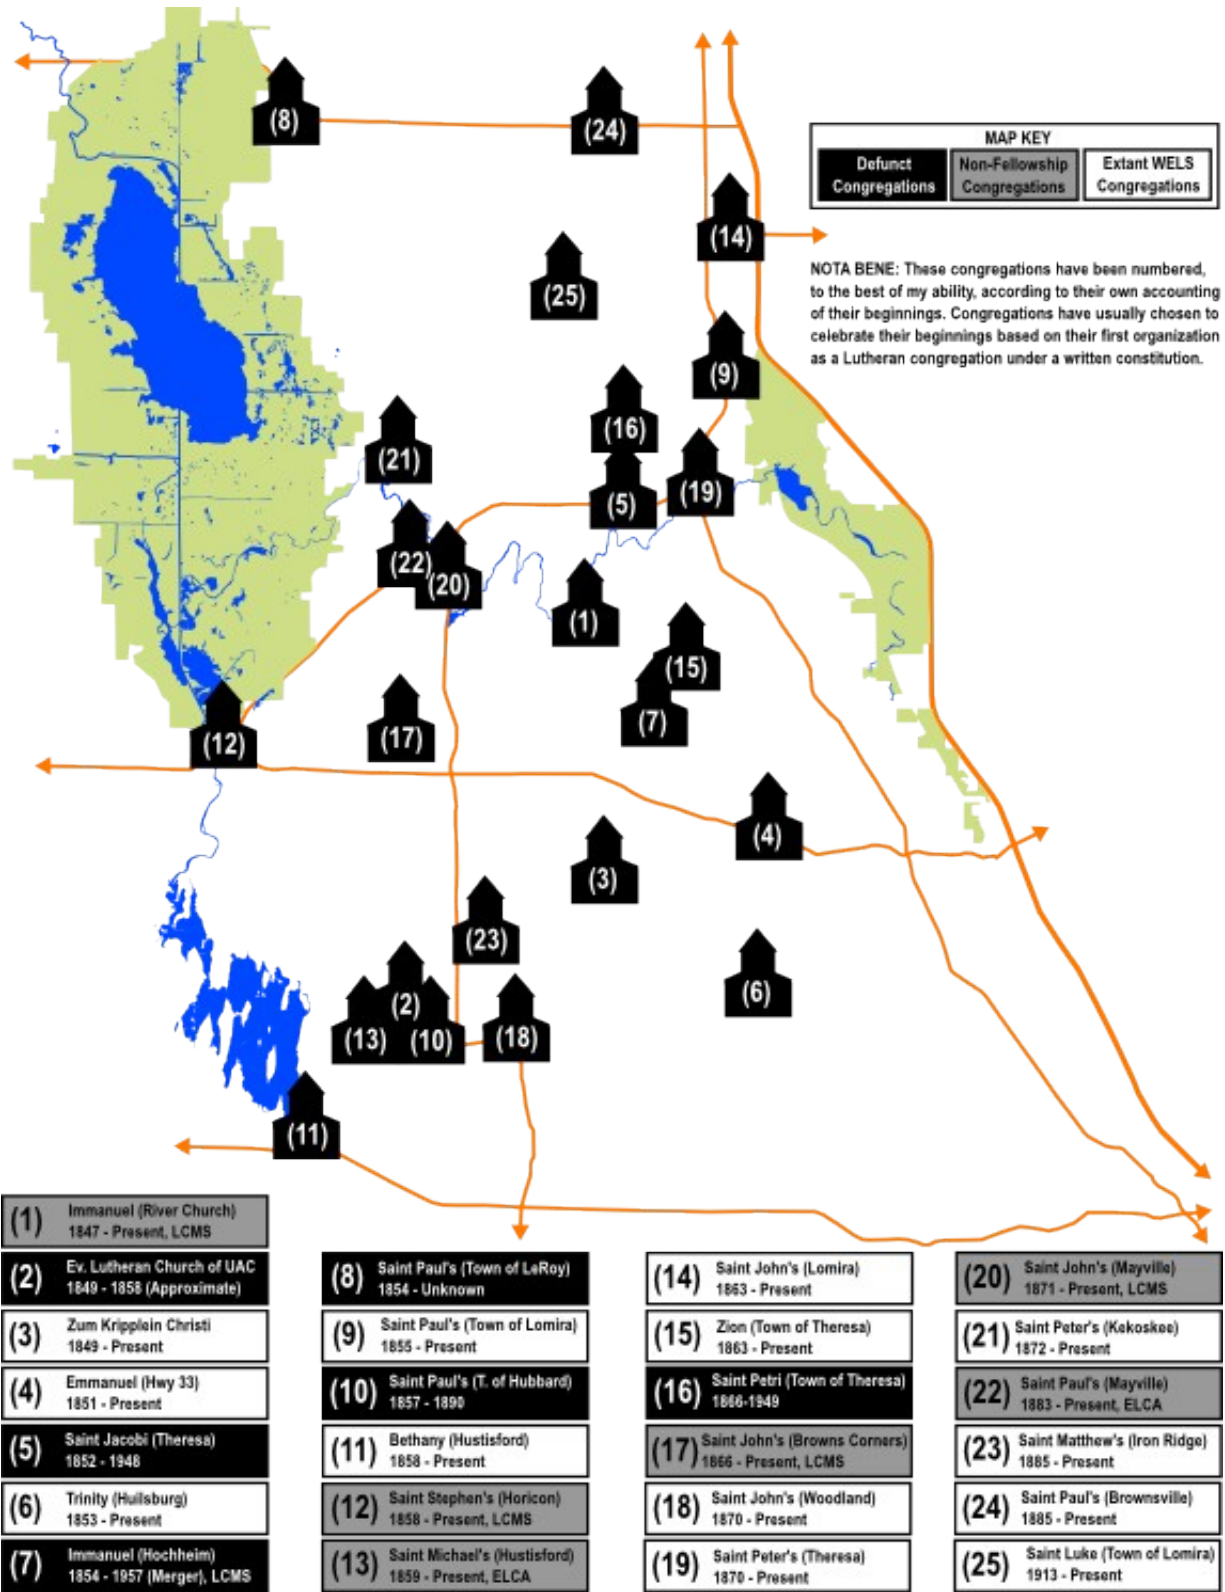 (8)
(24)
MAP KEY
Defunct
Congregations
Non-Fellowship
Congregations
Extant WELS
Congregations
(14)
NOTA BENE: These congregations have been numbered,
to the best of my ability, according to their own accounting
of their beginnings. Congregations have usually chosen to
celebrate their beginnings based on their first organization
as a Lutheran congregation under a written constitution.
(25)
(9)
(16)
(21)
(19)
(5)
(22)
(20)
(1)
(15)
(7)
(17)
(12)
(4)
(3)
(23)
(6)
(2)
(13)
(10)
(18)
(11)
(1) Immanuel (River Church)
1847 - Present, LCMS
(2) Ev. Lutheran Church of UAC
1849 - 1858 (Approximate)
(3) Zum Kripplein Christi
1849 - Present
(4) Emmanuel (Hwy 33)
1851 - Present
(5) Saint Jacobi (Theresa)
1852 - 1948
(6) Trinity (Huilsburg)
1853 - Present
(7) Immanuel (Hochheim)
1854 - 1957 (Merger), LCMS
(8) Saint Paul's (Town of LeRoy)
1854 - Unknown
(9) Saint Paul's (Town of Lomira)
1855 - Present
(10) Saint Paul's (T. of Hubbard)
1857 - 1890
(11) Bethany (Hustisford)
1858 - Present
(12) Saint Stephen's (Horicon)
1858 - Present, LCMS
(13) Saint Michael's (Hustisford)
1859 - Present, ELCA
(14) Saint John's (Lomira)
1863 - Present
(15) Zion (Town of Theresa)
1863 - Present
(16) Saint Petri (Town of Theresa)
1866-1949
(17) Saint John's (Browns Corners)
1866 - Present, LCMS
(18) Saint John's (Woodland)
1870 - Present
(19) Saint Peter's (Theresa)
1870 - Present
(20) Saint John's (Mayville)
1871 - Present, LCMS
(21) Saint Peter's (Kekoskee)
1872 - Present
(22) Saint Paul's (Mayville)
1883 - Present, ELCA
(23) Saint Matthew's (Iron Ridge)
1885 - Present
(24) Saint Paul's (Brownsville)
1885 - Present
(25) Saint Luke (Town of Lomira)
1913 - Present